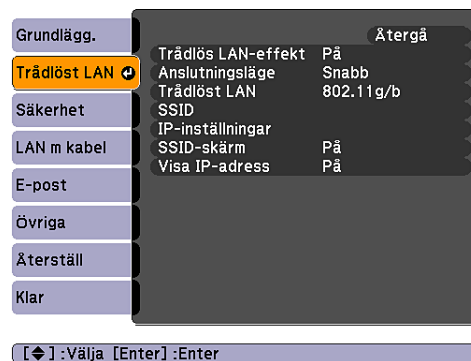 Grundlägg.
Trådlöst LAN
Säkerhet
LAN m kabel
E-post
Övriga
Återställ
Klar
Återgå
Trådlös LAN-effekt På
Anslutningsläge Snabb
Trådlöst LAN 802.11g/b
SSID
IP-inställningar
SSID-skärm På
Visa IP-adress På
[◆] :Välja [Enter] :Enter